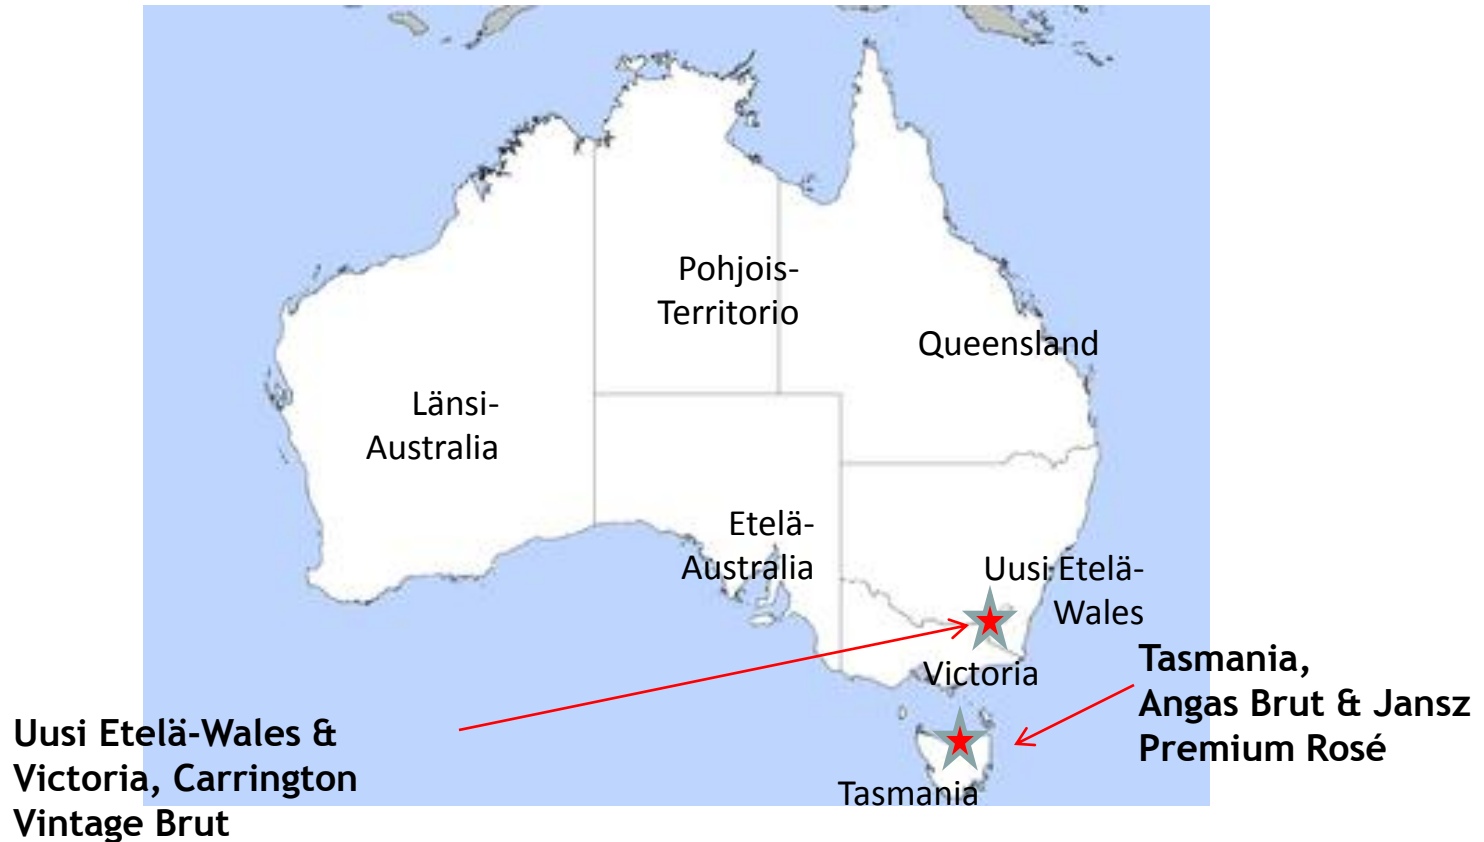 Pohjois-
Territorio
Queensland
Länsi-
Australia
Etelä-
Australia
Uusi Etelä-
Wales
Victoria
Tasmania,
Angas Brut & Jansz
Premium Rosé
Uusi Etelä-Wales &
Victoria, Carrington
Vintage Brut
Tasmania